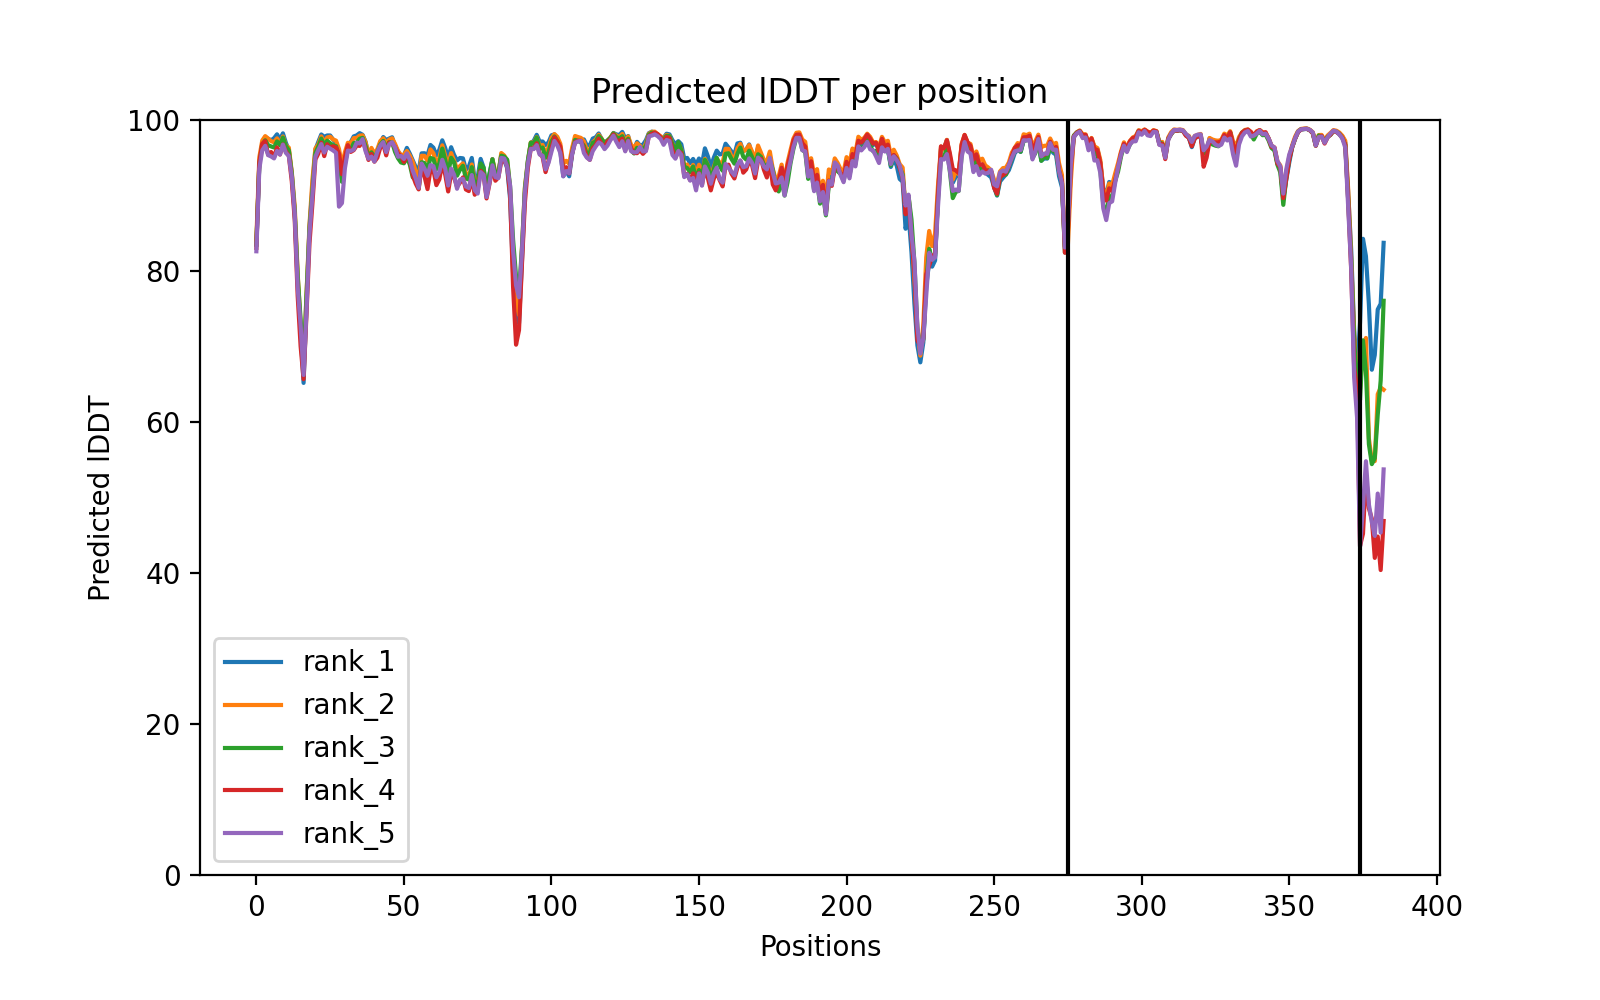 Predicted lDDT per position
Predicted lDDT
100
80
60
40
20
0
rank_1
rank_2
rank_3
rank_4
rank_5
0 50 100 150 200 250 300 350 400
Positions